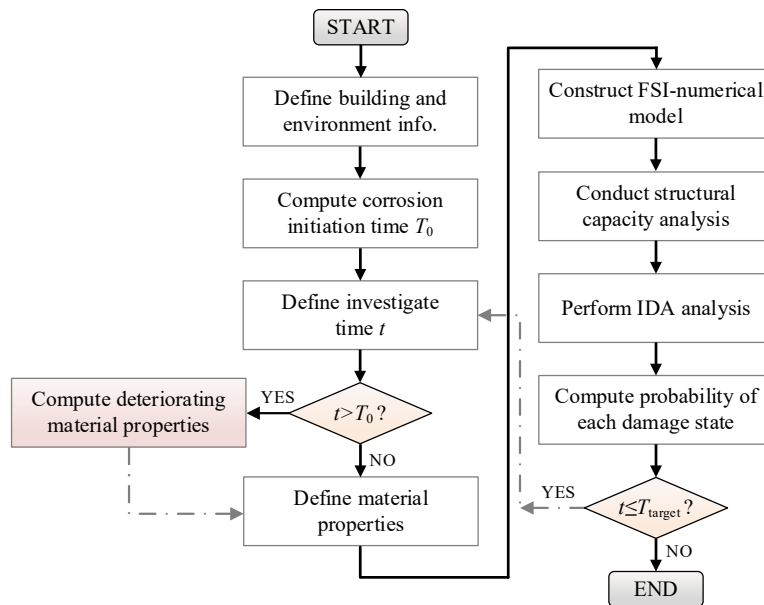 START
Define building and
environment info.
Compute corrosion
initiation time T₀
Define investigate
time t
t>T₀ ?
YES
NO
Compute deteriorating
material properties
Define material
properties
Construct FSI-numerical
model
Conduct structural
capacity analysis
Perform IDA analysis
Compute probability of
each damage state
t≤Ttarget ?
YES
NO
END